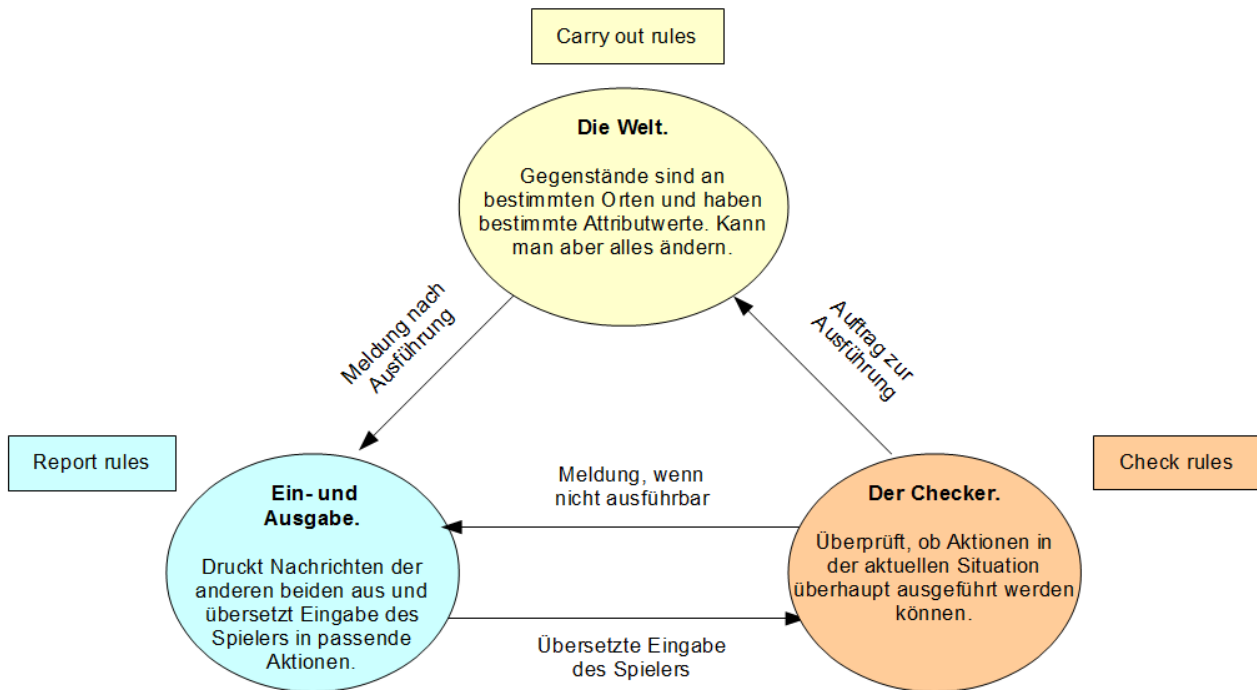 Carry out rules
Die Welt.
Gegenstände sind an
bestimmten Orten und haben
bestimmte Attributwerte. Kann
man aber alles ändern.
Meldung nach
Ausführung
Auftrag zur
Ausführung
Report rules
Meldung, wenn
nicht ausführbar
Check rules
Ein- und
Ausgabe.
Druckt Nachrichten der
anderen beiden aus und
übersetzt Eingabe des
Spielers in passende
Aktionen.
Der Checker.
Überprüft, ob Aktionen in
der aktuellen Situation
überhaupt ausgeführt werden
können.
Übersetzte Eingabe
des Spielers